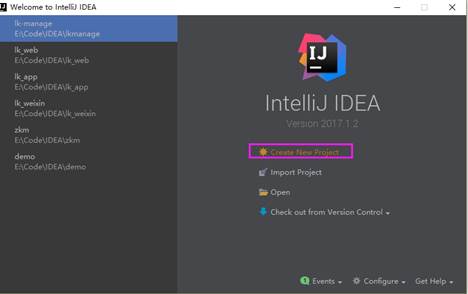 Welcome to IntelliJ IDEA
lk-manage
E:\Code\IDEA\lkmanage
lk_web
E:\Code\IDEA\lk_web
lk_app
E:\Code\IDEA\lk_app
lk_weixin
E:\Code\IDEA\lk_weixin
zkm
E:\Code\IDEA\zkm
demo
E:\Code\IDEA\demo
IJ
IntelliJ IDEA
Version 2017.1.2
Create New Project
Import Project
Open
Check out from Version Control
1 Events
Configure
Get Help